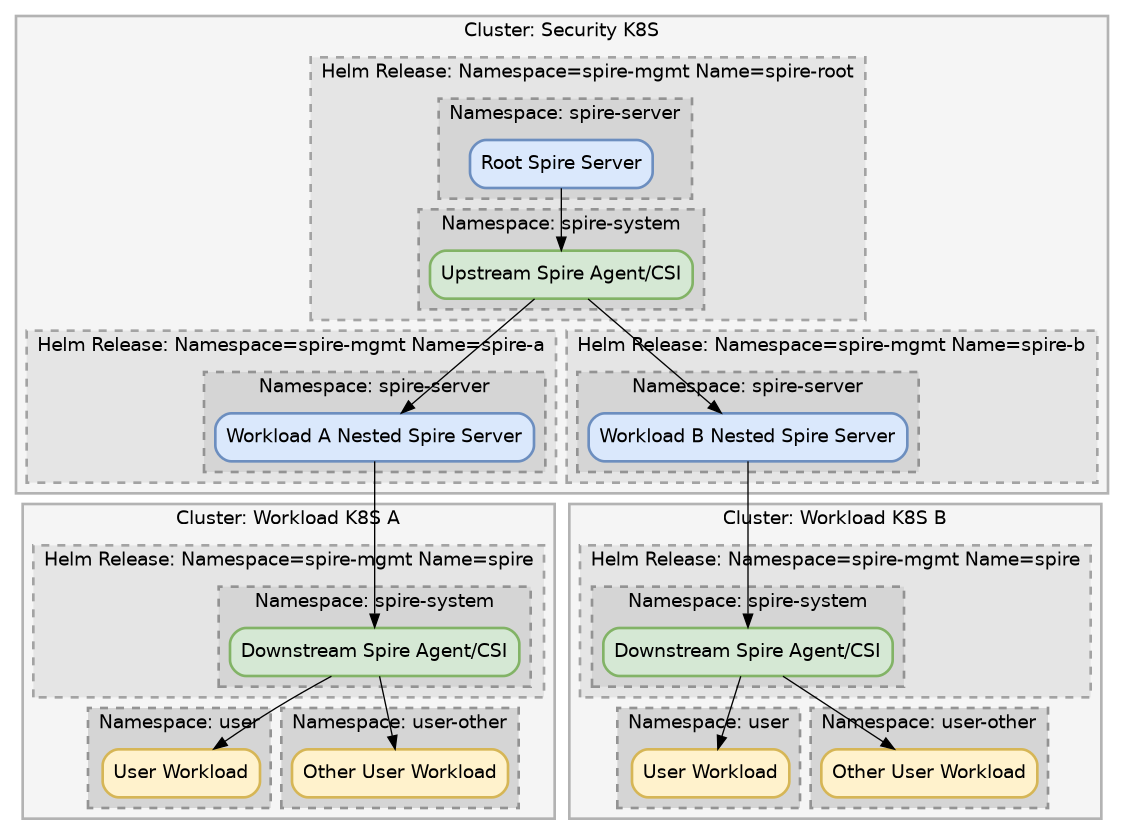 Cluster: Security K8S
Helm Release: Namespace=spire-mgmt Name=spire-root
Namespace: spire-server
Root Spire Server
Namespace: spire-system
Upstream Spire Agent/CSI
Helm Release: Namespace=spire-mgmt Name=spire-a
Helm Release: Namespace=spire-mgmt Name=spire-b
Namespace: spire-server
Namespace: spire-server
Workload A Nested Spire Server
Workload B Nested Spire Server
Cluster: Workload K8S A
Helm Release: Namespace=spire-mgmt Name=spire
Namespace: spire-system
Downstream Spire Agent/CSI
Namespace: user
Namespace: user-other
User Workload
Other User Workload
Cluster: Workload K8S B
Helm Release: Namespace=spire-mgmt Name=spire
Namespace: spire-system
Downstream Spire Agent/CSI
Namespace: user
Namespace: user-other
User Workload
Other User Workload